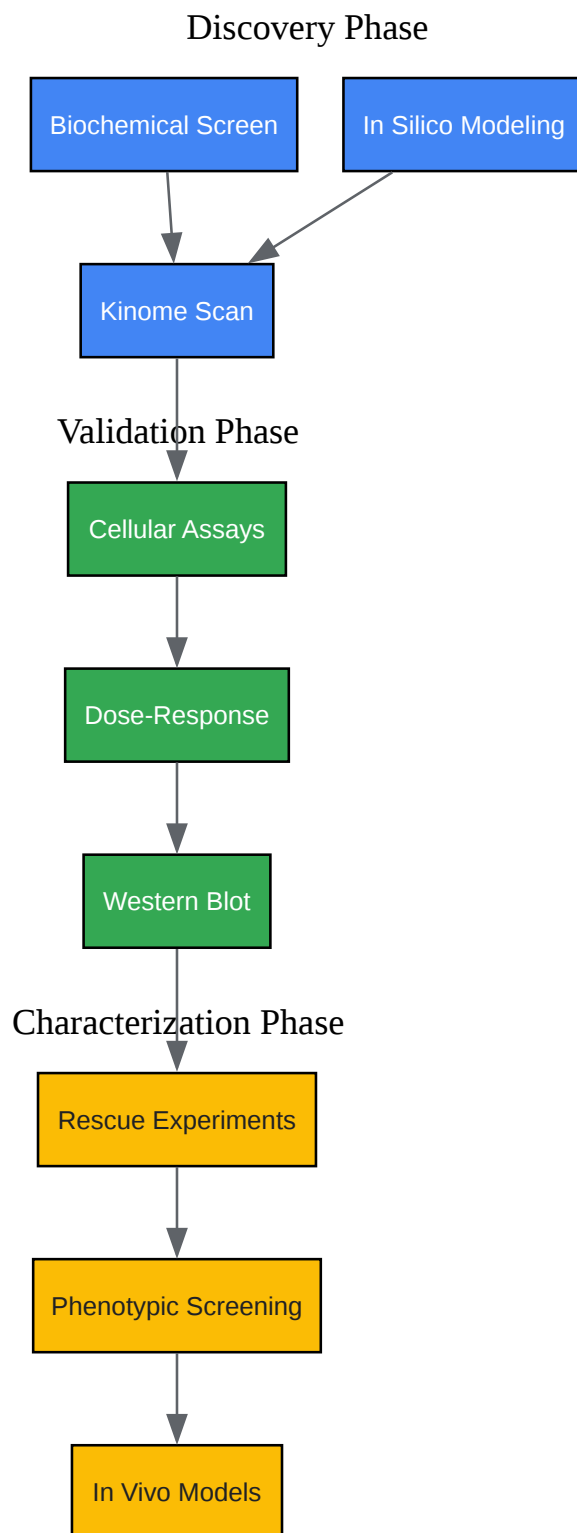 Discovery Phase
Biochemical Screen
In Silico Modeling
Kinome Scan
Validation Phase
Cellular Assays
Dose-Response
Western Blot
Characterization Phase
Rescue Experiments
Phenotypic Screening
In Vivo Models